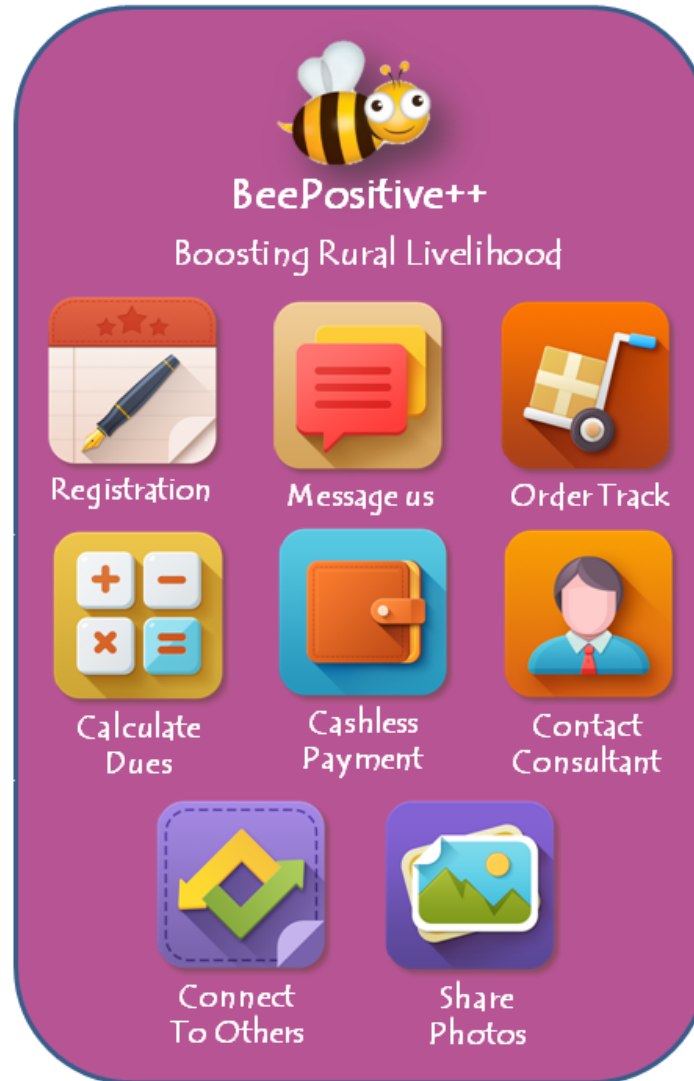 BeePositive++
Boosting Rural Livelihood
Registration
Message us
Order Track
Calculate
Dues
Cashless
Payment
Contact
Consultant
Connect
To Others
Share
Photos